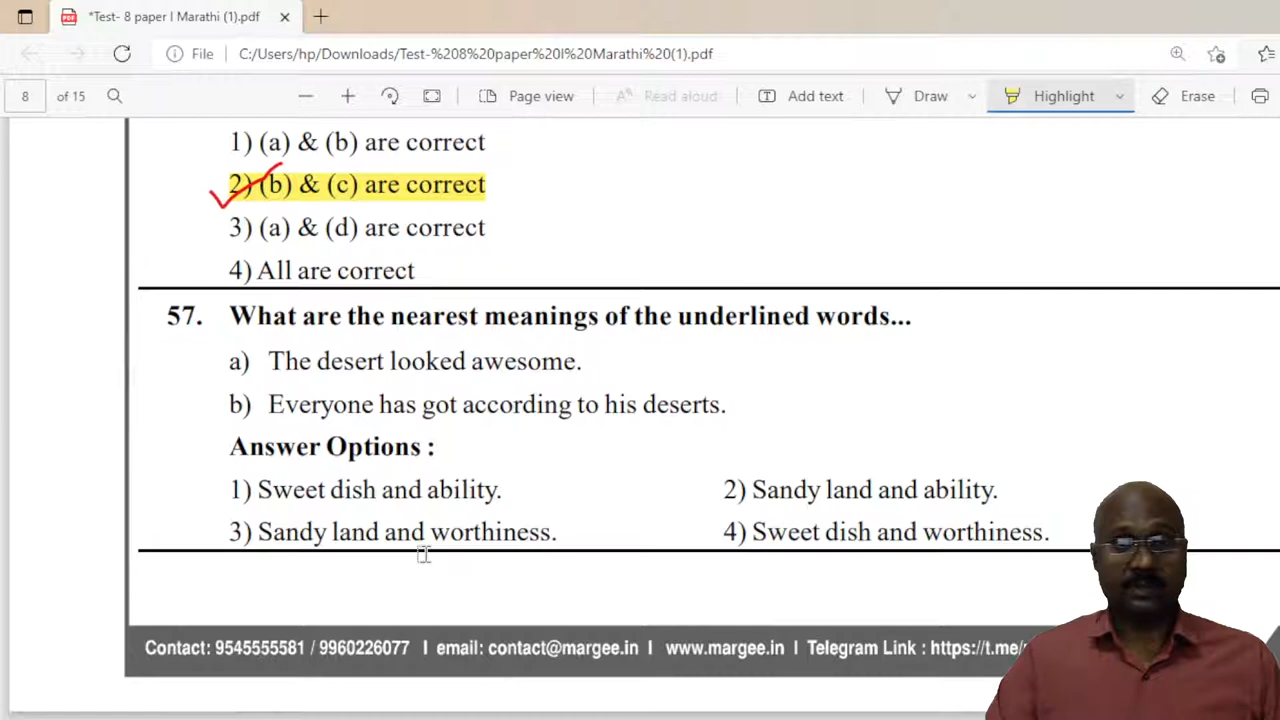 *Test- 8 paper I Marathi (1).pdf
File C:/Users/hp/Downloads/Test-%208%20paper%20I%20Marathi%20(1).pdf
8 of 15 Page view Read aloud Add text Draw Highlight Erase
1) (a) & (b) are correct
2) (b) & (c) are correct
3) (a) & (d) are correct
4) All are correct
57. What are the nearest meanings of the underlined words...
a) The desert looked awesome.
b) Everyone has got according to his deserts.
Answer Options :
1) Sweet dish and ability. 2) Sandy land and ability.
3) Sandy land and worthiness. 4) Sweet dish and worthiness.
Contact: 9545555581 / 9960226077 I email: contact@margee.in I www.margee.in I Telegram Link : https://t.me/